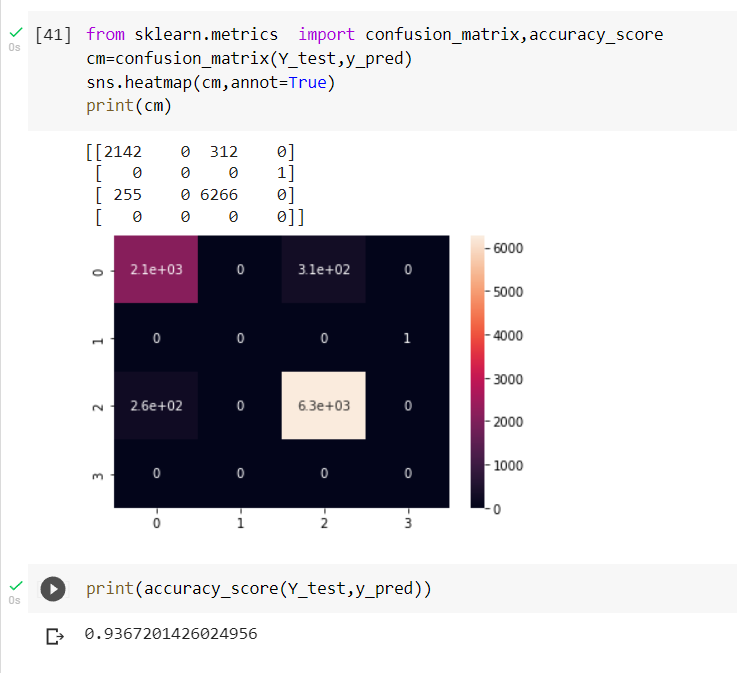 [41] from sklearn.metrics  import confusion_matrix,accuracy_score
cm=confusion_matrix(Y_test,y_pred)
sns.heatmap(cm,annot=True)
print(cm)
0s
[[2142    0  312    0]
 [   0    0    0    1]
 [ 255    0 6266    0]
 [   0    0    0    0]]
0 2.1e+03 0 3.1e+02 0
1 0 0 0 1
2 2.6e+02 0 6.3e+03 0
3 0 0 0 0
0 1 2 3
6000
5000
4000
3000
2000
1000
0
print(accuracy_score(Y_test,y_pred))
0s
0.9367201426024956